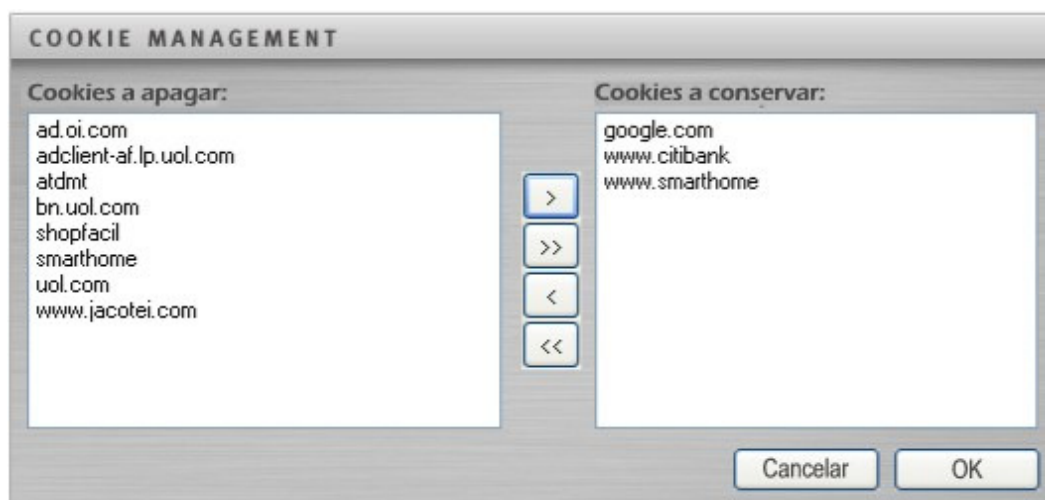 COOKIE MANAGEMENT
Cookies a apagar:
ad.oi.com
adclient-af.lp.uol.com
atdmt
bn.uol.com
shopfacil
smarthome
uol.com
www.jacotei.com
>
>>
<
<<
Cookies a conservar:
google.com
www.citibank
www.smarthome
Cancelar
OK